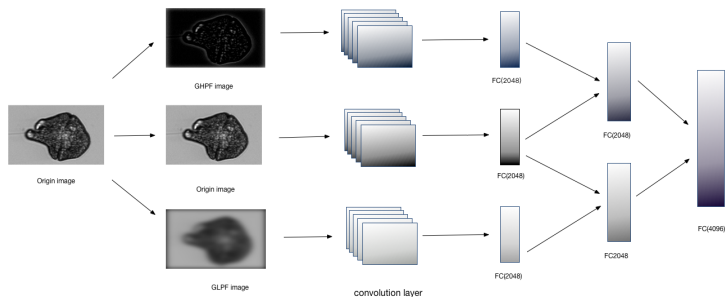 GHPF image
FC(2048)
FC(2048)
Origin image
Origin image
FC(2048)
FC(4096)
FC2048
GLPF image
FC(2048)
convolution layer